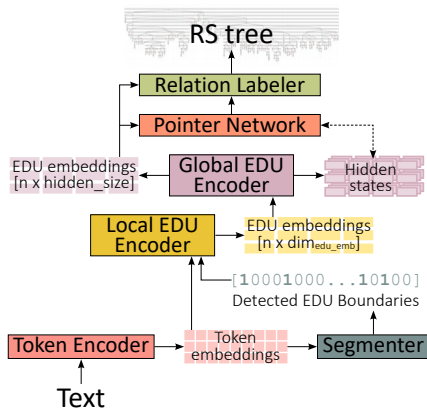 RS tree
Relation Labeler
Pointer Network
EDU embeddings
[n x hidden_size]
Global EDU
Encoder
Hidden
states
Local EDU
Encoder
EDU embeddings
[n x dim_edu_emb]
[10001000...10100]
Detected EDU Boundaries
Token Encoder
Token
embeddings
Segmenter
Text